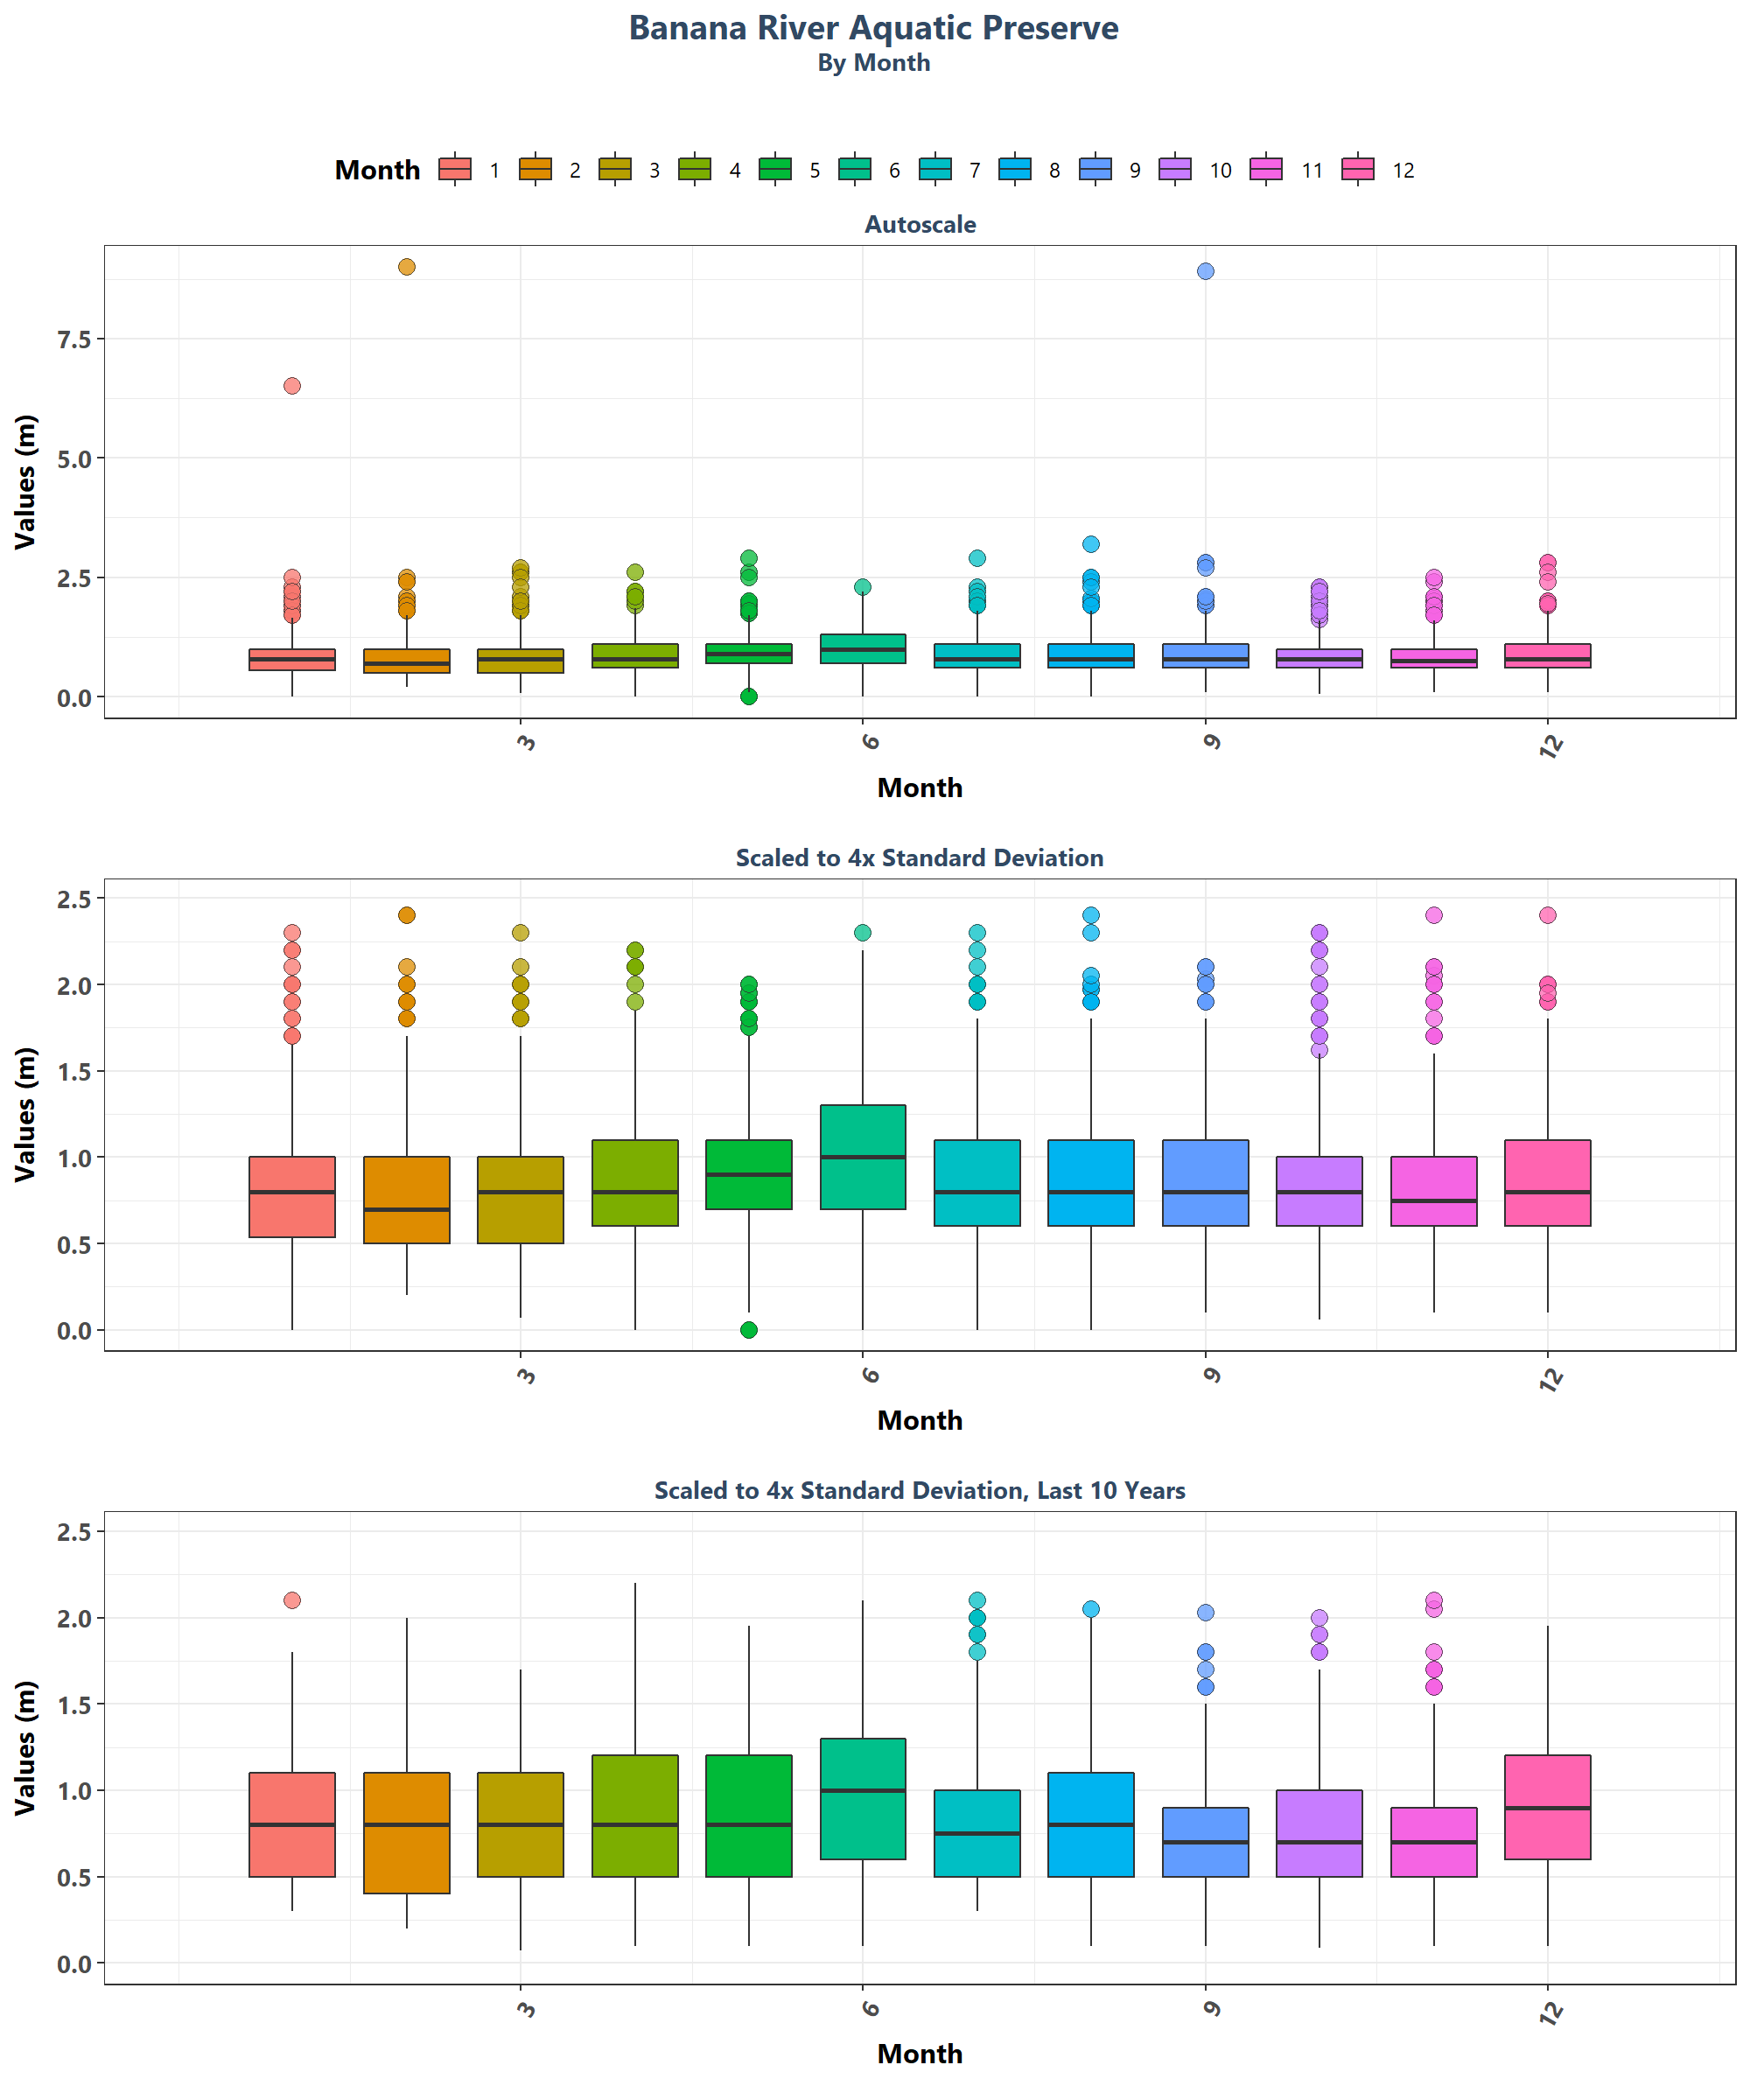 Banana River Aquatic Preserve
By Month
Month 1 2 3 4 5 6 7 8 9 10 11 12
Autoscale
Values (m)
7.5
5.0
2.5
0.0
3 6 9 12
Month
Scaled to 4x Standard Deviation
Values (m)
2.5
2.0
1.5
1.0
0.5
0.0
3 6 9 12
Month
Scaled to 4x Standard Deviation, Last 10 Years
Values (m)
2.5
2.0
1.5
1.0
0.5
0.0
3 6 9 12
Month